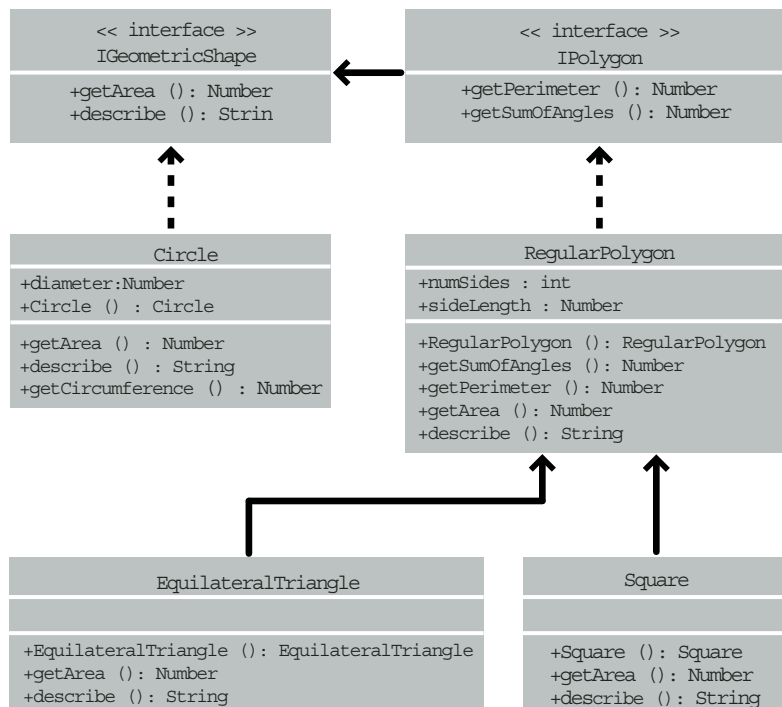 << interface >>
IGeometricShape
+getArea (): Number
+describe (): Strin
<< interface >>
IPolygon
+getPerimeter (): Number
+getSumOfAngles (): Number
Circle
+diameter:Number
+Circle () : Circle
+getArea () : Number
+describe (): String
+getCircumference () : Number
RegularPolygon
+numSides : int
+sideLength : Number
+RegularPolygon (): RegularPolygon
+getSumOfAngles (): Number
+getPerimeter (): Number
+getArea (): Number
+describe (): String
EquilateralTriangle
+EquilateralTriangle (): EquilateralTriangle
+getArea (): Number
+describe (): String
Square
+Square (): Square
+getArea (): Number
+describe (): String